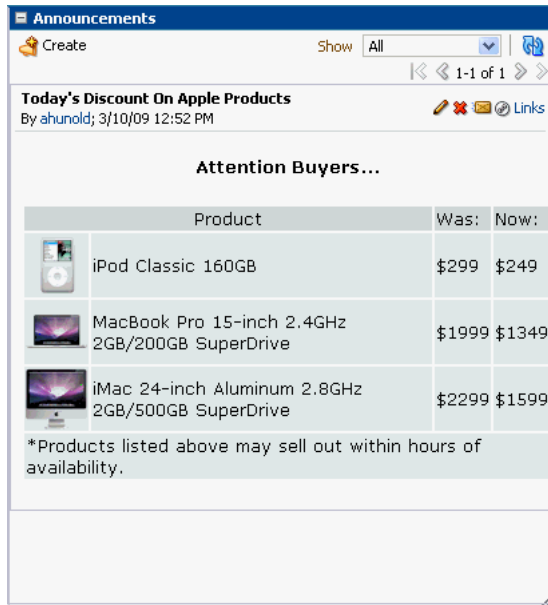 Announcements
Create
Show All
1-1 of 1
Today's Discount On Apple Products
By ahunold; 3/10/09 12:52 PM
Links
Attention Buyers...
Product Was: Now:
iPod Classic 160GB $299 $249
MacBook Pro 15-inch 2.4GHz
2GB/200GB SuperDrive $1999 $1349
iMac 24-inch Aluminum 2.8GHz
2GB/500GB SuperDrive $2299 $1599
*Products listed above may sell out within hours of
availability.